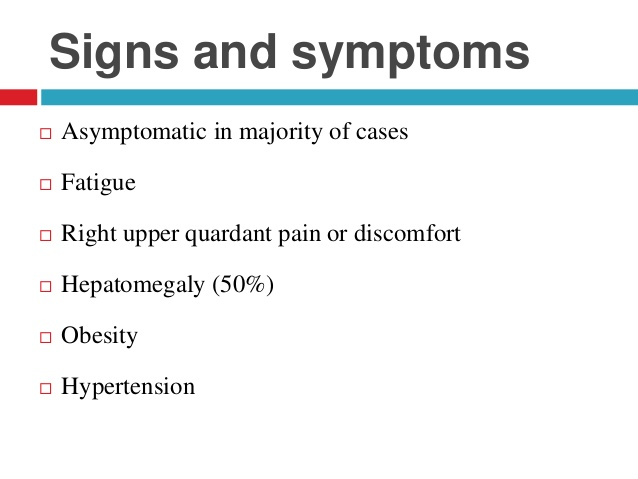 Signs and symptoms
Asymptomatic in majority of cases
Fatigue
Right upper quardant pain or discomfort
Hepatomegaly (50%)
Obesity
Hypertension